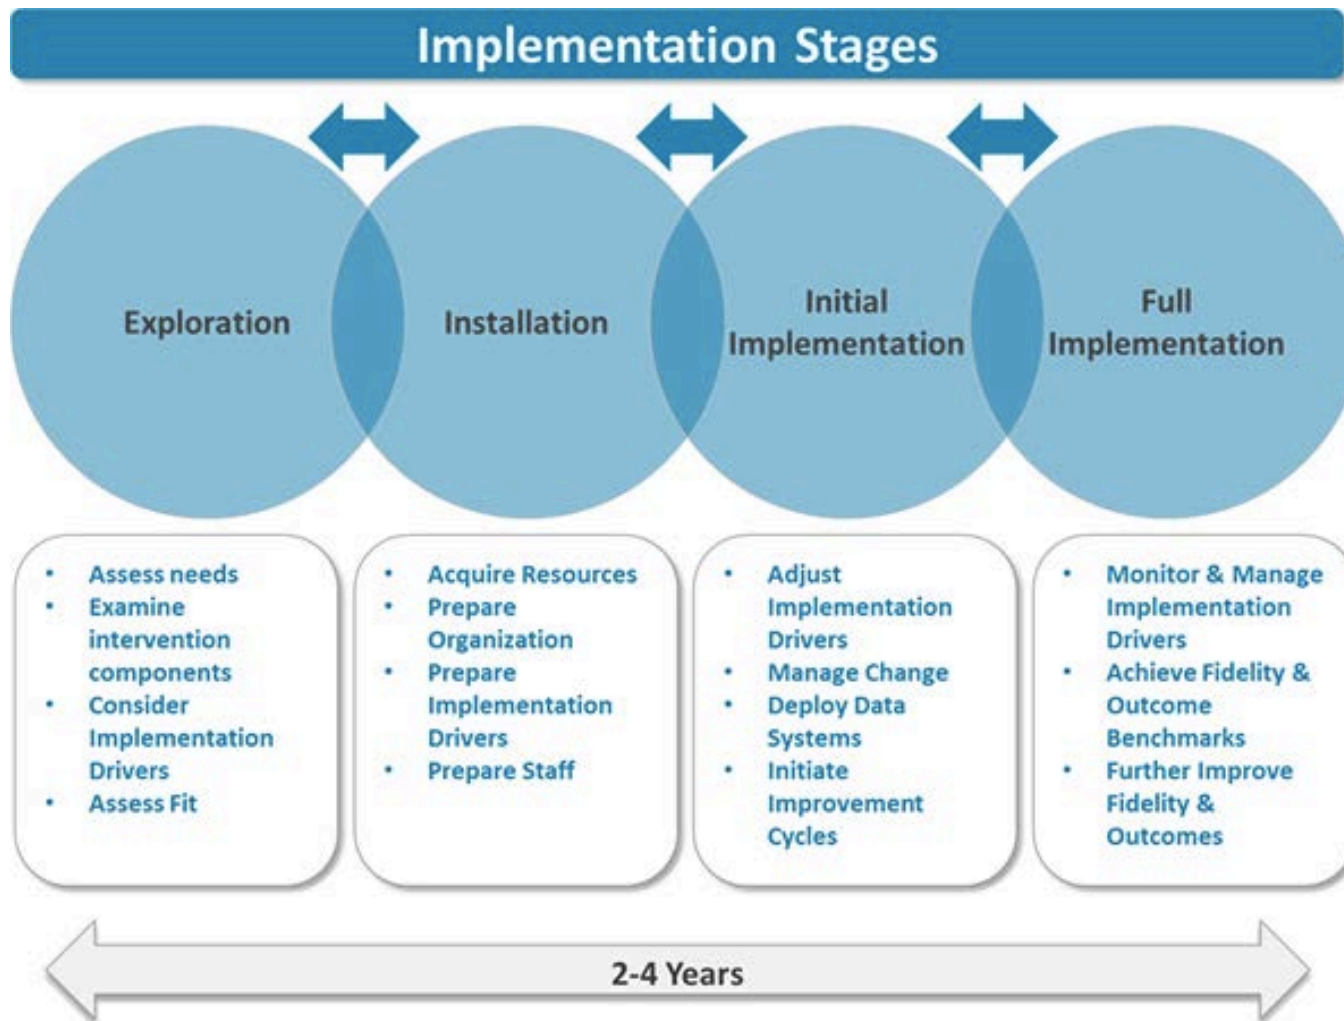 Implementation Stages
Exploration
Installation
Initial
Implementation
Full
Implementation
• Assess needs
• Examine
intervention
components
• Consider
Implementation
Drivers
• Assess Fit
• Acquire Resources
• Prepare
Organization
• Prepare
Implementation
Drivers
• Prepare Staff
• Adjust
Implementation
Drivers
• Manage Change
• Deploy Data
Systems
• Initiate
Improvement
Cycles
• Monitor & Manage
Implementation
Drivers
• Achieve Fidelity &
Outcome
Benchmarks
• Further Improve
Fidelity &
Outcomes
2-4 Years